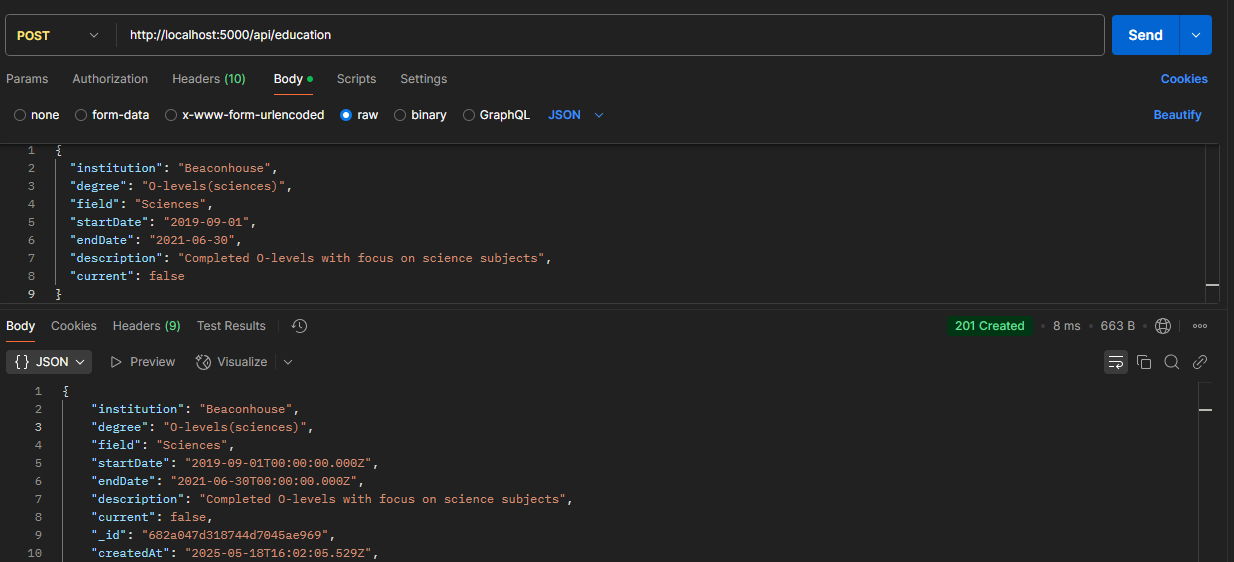 POST http://localhost:5000/api/education Send
Params Authorization Headers (10) Body Scripts Settings Cookies
none form-data x-www-form-urlencoded raw binary GraphQL JSON Beautify
1 {
2 "institution": "Beaconhouse",
3 "degree": "O-levels(sciences)",
4 "field": "Sciences",
5 "startDate": "2019-09-01",
6 "endDate": "2021-06-30",
7 "description": "Completed O-levels with focus on science subjects",
8 "current": false
9 }
Body Cookies Headers (9) Test Results 201 Created • 8 ms • 663 B •
{} JSON Preview Visualize
1 {
2 "institution": "Beaconhouse",
3 "degree": "O-levels(sciences)",
4 "field": "Sciences",
5 "startDate": "2019-09-01T00:00:00.000Z",
6 "endDate": "2021-06-30T00:00:00.000Z",
7 "description": "Completed O-levels with focus on science subjects",
8 "current": false,
9 "_id": "682a047d318744d7045ae969",
10 "createdAt": "2025-05-18T16:02:05.529Z",